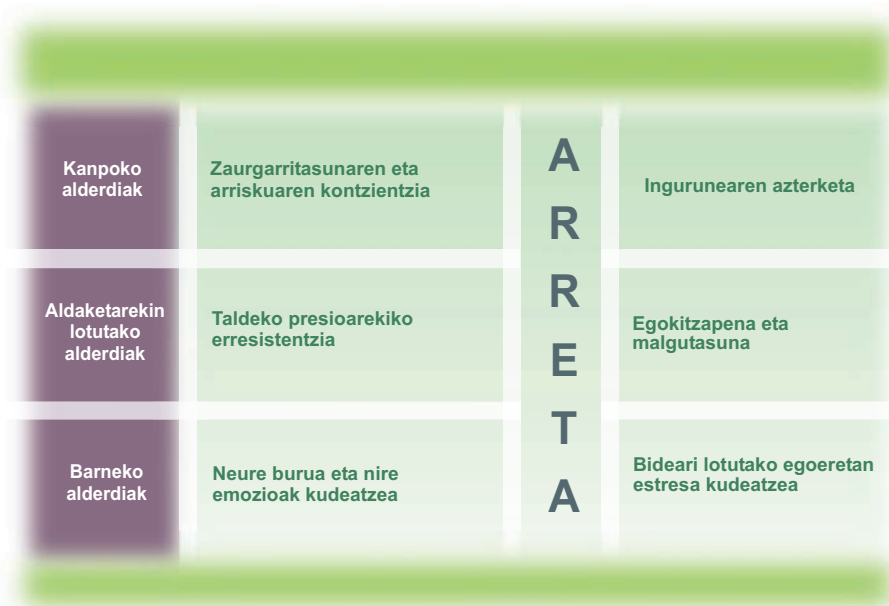 Kanpoko
alderdiak
Zaurgarritasunaren eta
arriskuaren kontzientzia
Ingurunearen azterketa
Aldaketarekin
lotutako
alderdiak
Taldeko presioarekiko
erresistentzia
Egokitzapena eta
malgutasuna
Barneko
alderdiak
Neure burua eta nire
emozioak kudeatzea
Bideari lotutako egoeretan
estresa kudeatzea
A
R
R
E
T
A